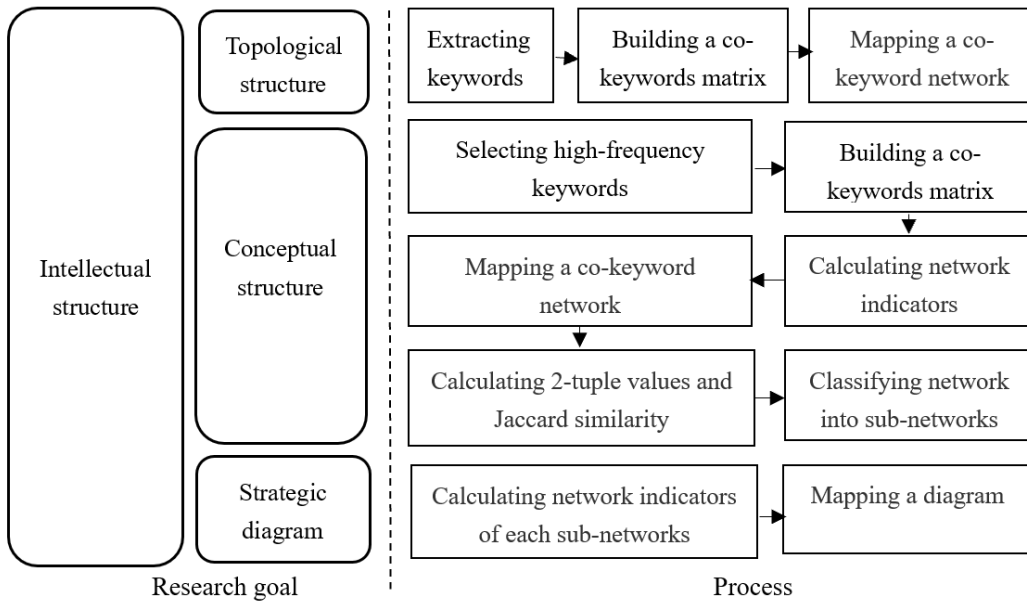 Intellectual
structure
Topological
structure
Conceptual
structure
Strategic
diagram
Research goal
Extracting
keywords
Building a co-
keywords matrix
Mapping a co-
keyword network
Selecting high-frequency
keywords
Building a co-
keywords matrix
Mapping a co-keyword
network
Calculating network
indicators
Calculating 2-tuple values and
Jaccard similarity
Classifying network
into sub-networks
Calculating network indicators
of each sub-networks
Mapping a diagram
Process